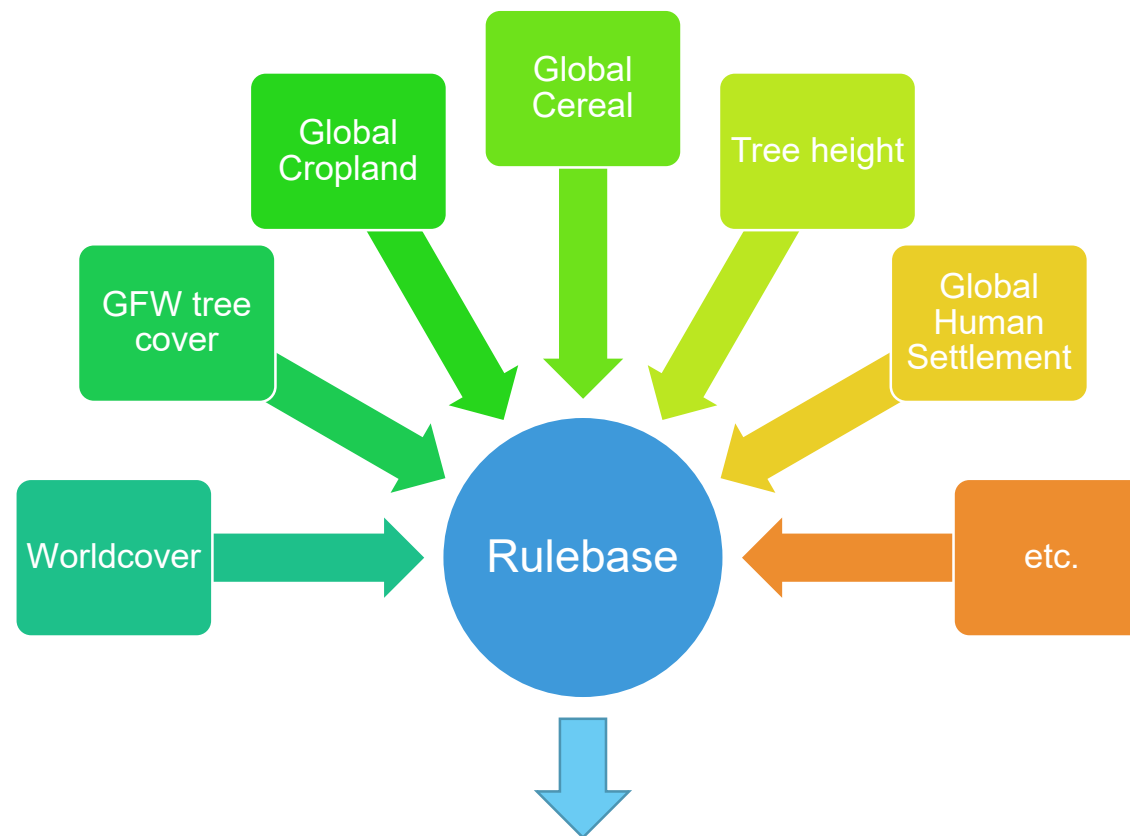 Global
Cereal
Global
Cropland
Tree height
GFW tree
cover
Global
Human
Settlement
Worldcover
Rulebase
etc.